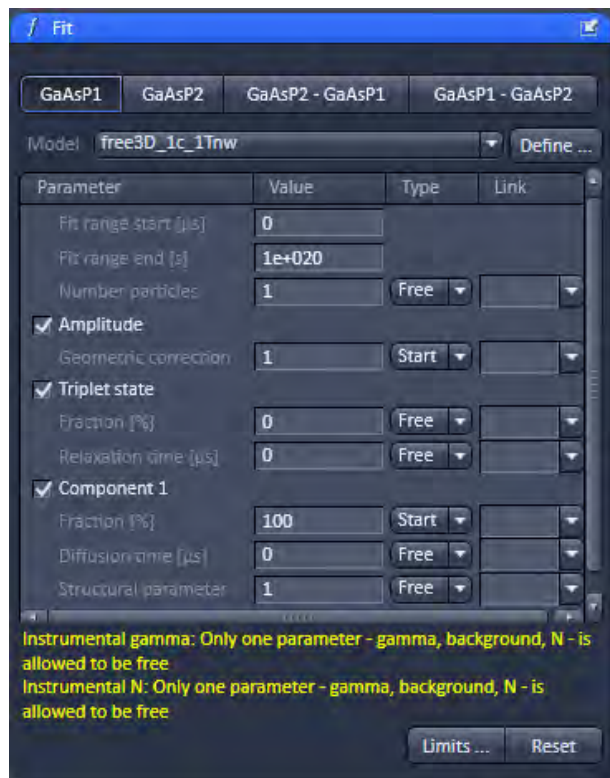 f Fit
GaAsP1 GaAsP2 GaAsP2 - GaAsP1 GaAsP1 - GaAsP2
Model free3D_1c_1Tnw Define ...
Parameter Value Type Link
Fit range start [µs] 0
Fit range end [s] 1e+020
Number particles 1 Free
Amplitude
Geometric correction 1 Start
Triplet state
Fraction [%] 0 Free
Relaxation time [µs] 0 Free
Component 1
Fraction [%] 100 Start
Diffusion time [µs] 0 Free
Structural parameter 1 Free
Instrumental gamma: Only one parameter - gamma, background, N - is
allowed to be free
Instrumental N: Only one parameter - gamma, background, N - is
allowed to be free
Limits ... Reset